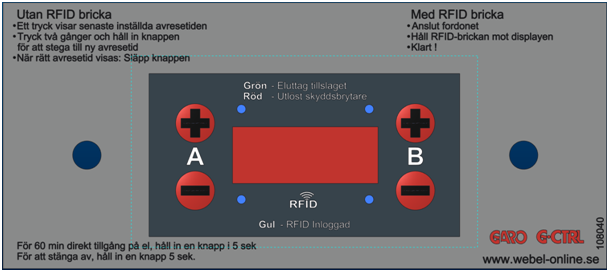 Utan RFID bricka
•Ett tryck visar senaste inställda avresetiden
•Tryck två gånger och håll in knappen
för att stega till ny avresetid
•När rätt avresetid visas: Släpp knappen
Med RFID bricka
•Anslut fordonet
•Håll RFID-brickan mot displayen
•Klart !
Grön - Eluttag tillslaget
Röd - Utlöst skyddsbrytare
A
B
RFID
Gul - RFID Inloggad
För 60 min direkt tillgång på el, håll in en knapp i 5 sek
För att stänga av, håll in en knapp 5 sek.
GARO G-CTRL
www.webel-online.se
108040